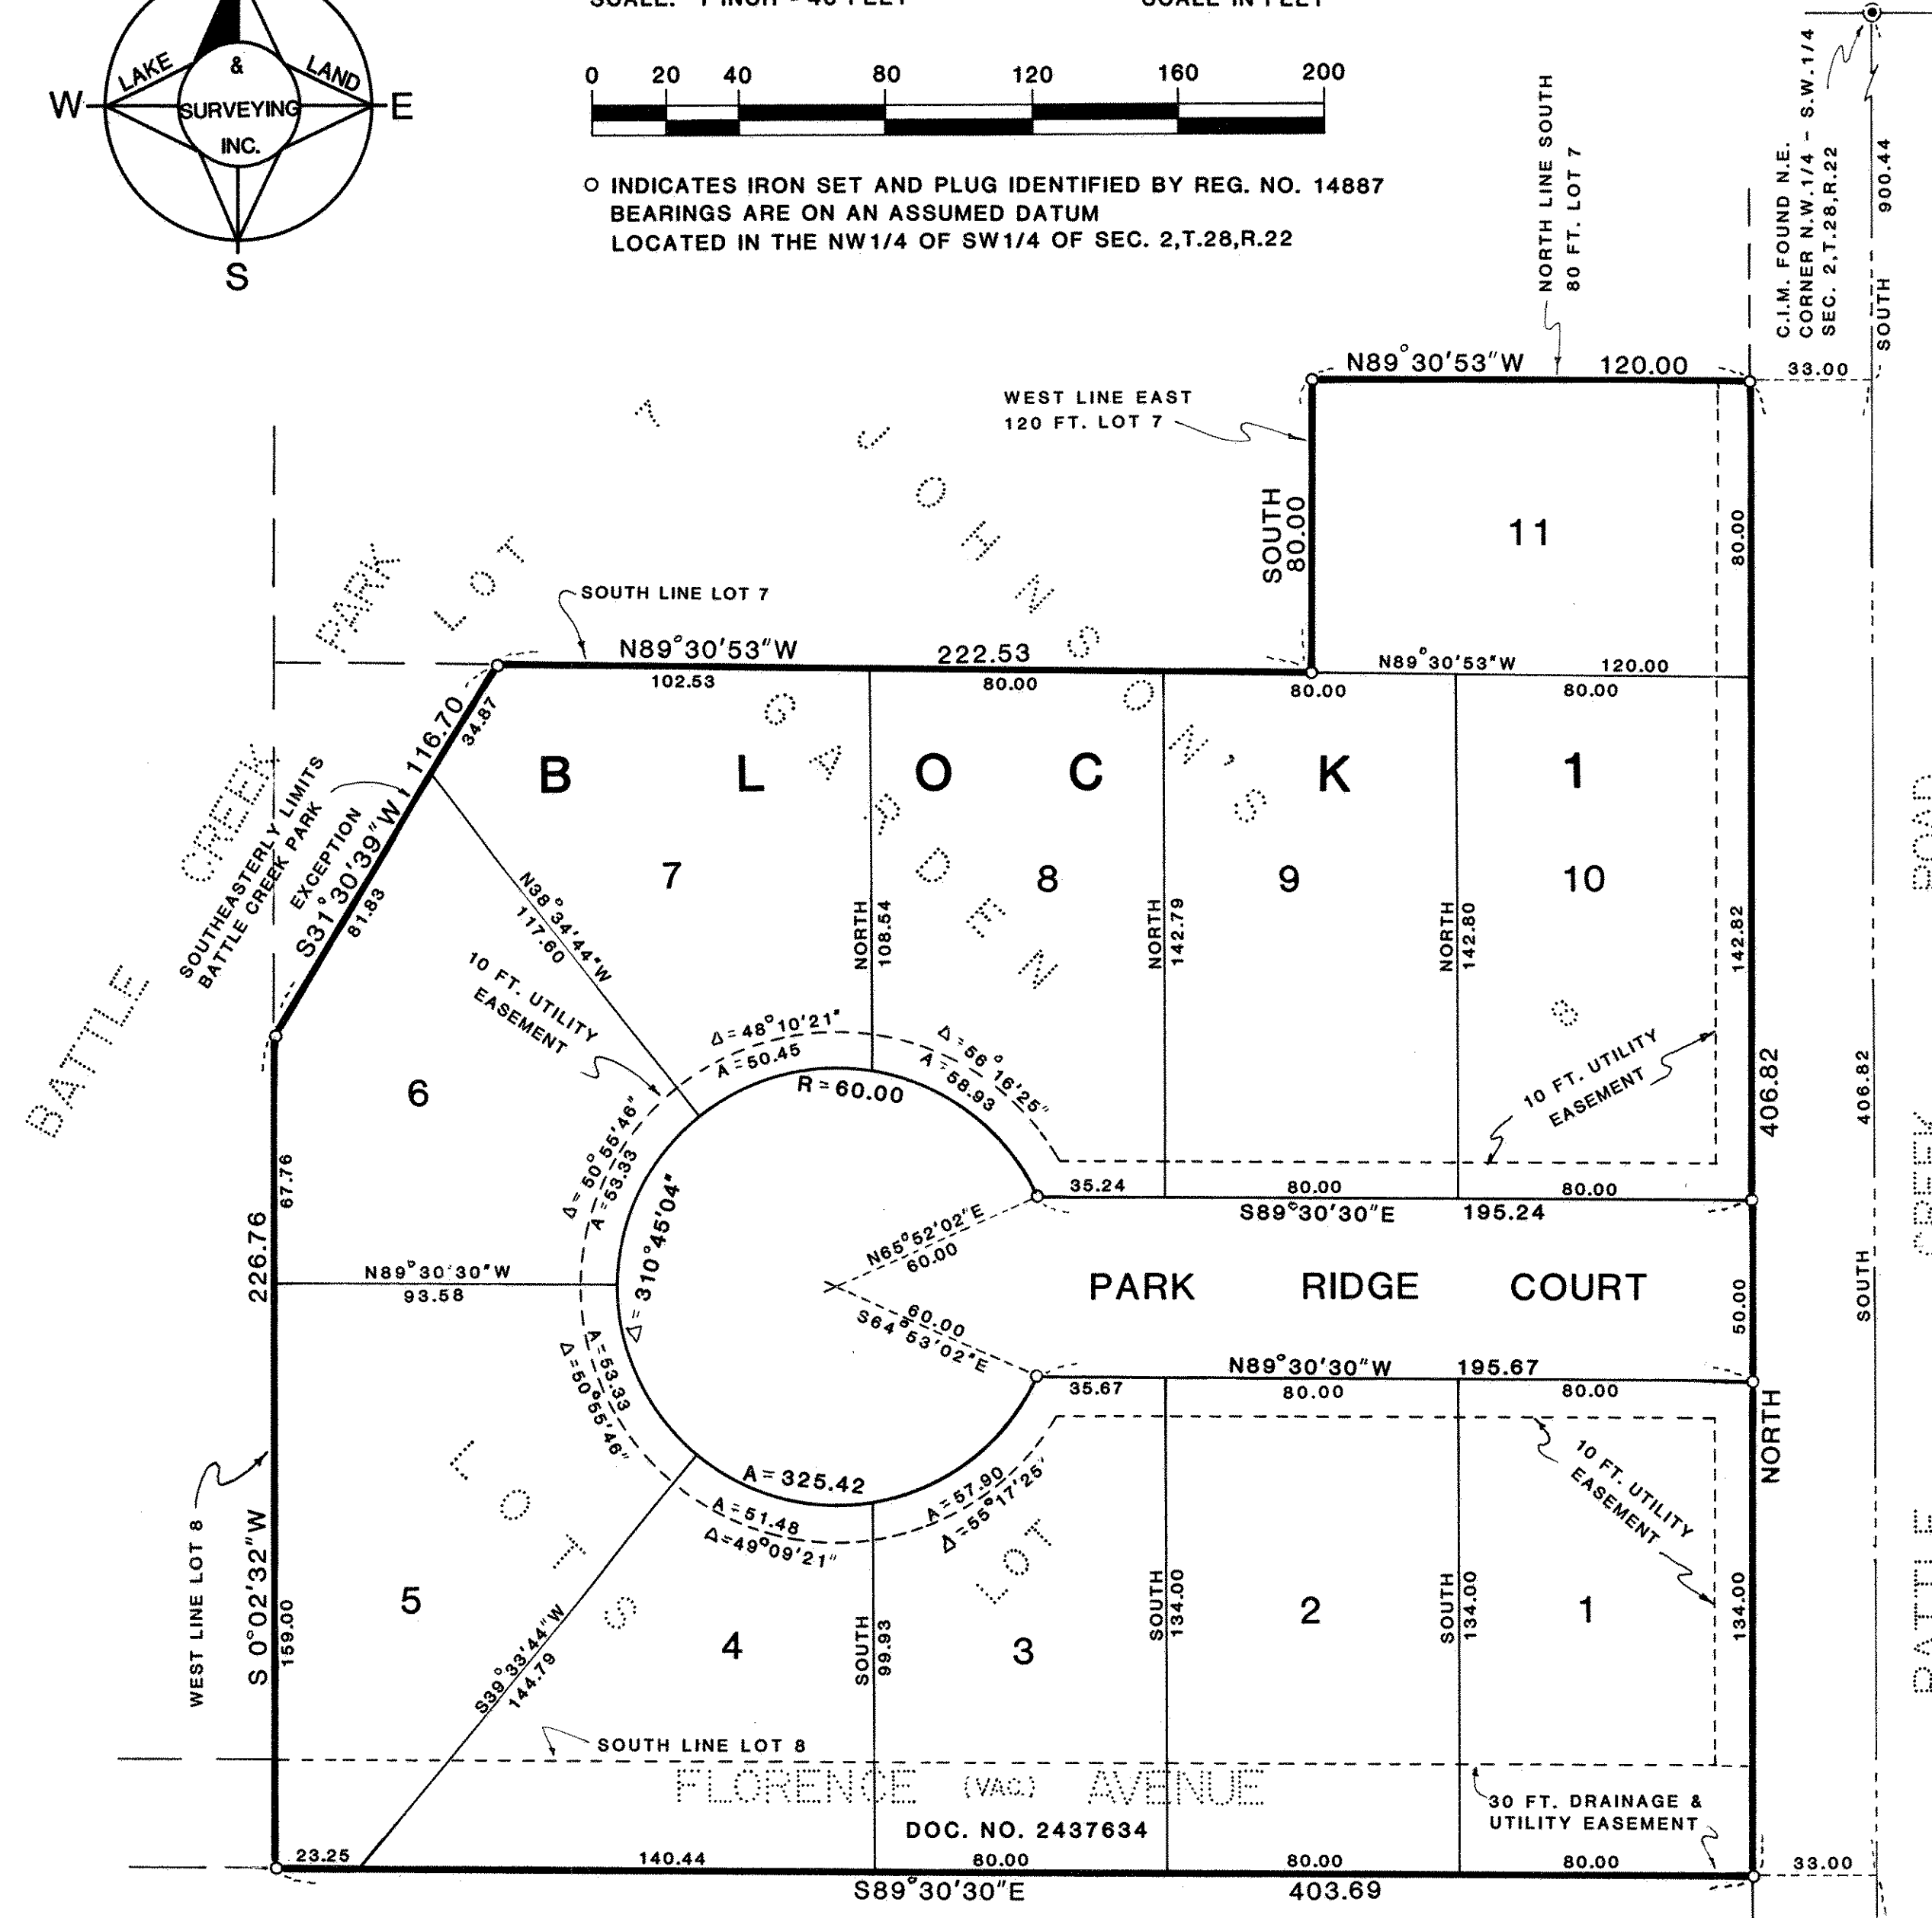 SCALE: 1 INCH = 40 FEET
SCALE IN FEET
W
E
S
LAKE
&
LAND
SURVEYING
INC.
0 20 40 80 120 160 200
O INDICATES IRON SET AND PLUG IDENTIFIED BY REG. NO. 14887
BEARINGS ARE ON AN ASSUMED DATUM
LOCATED IN THE NW1/4 OF SW1/4 OF SEC. 2,T.28,R.22
NORTH LINE SOUTH
80 FT. LOT 7
C.I.M. FOUND N.E.
CORNER N.W.1/4 - S.W.1/4
SEC. 2,T.28,R.22
900.44
SOUTH
N89°30'53"W 120.00
33.00
WEST LINE EAST
120 FT. LOT 7
SOUTH
80.00
11
80.00
JOHNSON'S
GARDEN
LOT 7
LOTS
8
LOT
BATTLE CREEK PARK
SOUTH LINE LOT 7
N89°30'53"W 222.53
102.53
80.00
80.00
N89°30'53"W 120.00
80.00
116.70
34.87
S31°30'39"W
81.83
SOUTHEASTERLY LIMITS
BATTLE CREEK PARK
EXCEPTION
BLOCK 1
7
8
9
10
N38°34'44"W
117.60
NORTH
108.54
NORTH
142.79
NORTH
142.80
142.82
10 FT. UTILITY
EASEMENT
Δ=48°10'21"
A=50.45
Δ=56°16'25"
A=58.93
R=60.00
10 FT. UTILITY
EASEMENT
406.82
406.82
SOUTH
6
67.76
226.76
Δ=50°55'46"
A=53.33
Δ=310°45'04"
35.24
80.00
80.00
S89°30'30"E 195.24
N65°52'02"E
60.00
N89°30'30"W
93.58
PARK RIDGE COURT
50.00
60.00
S64°53'02"E
N89°30'30"W 195.67
35.67
80.00
80.00
NORTH
A=53.33
Δ=50°55'46"
A=325.42
A=51.48
Δ=49°09'21"
A=57.90
Δ=55°17'25"
10 FT. UTILITY
EASEMENT
WEST LINE LOT 8
S 0°02'32"W
159.00
5
4
3
2
1
S39°33'44"W
144.79
SOUTH
99.93
SOUTH
134.00
SOUTH
134.00
134.00
SOUTH LINE LOT 8
FLORENCE (VAC.) AVENUE
DOC. NO. 2437634
30 FT. DRAINAGE &
UTILITY EASEMENT
23.25
140.44
80.00
80.00
80.00
33.00
S89°30'30"E 403.69
BATTLE CREEK ROAD